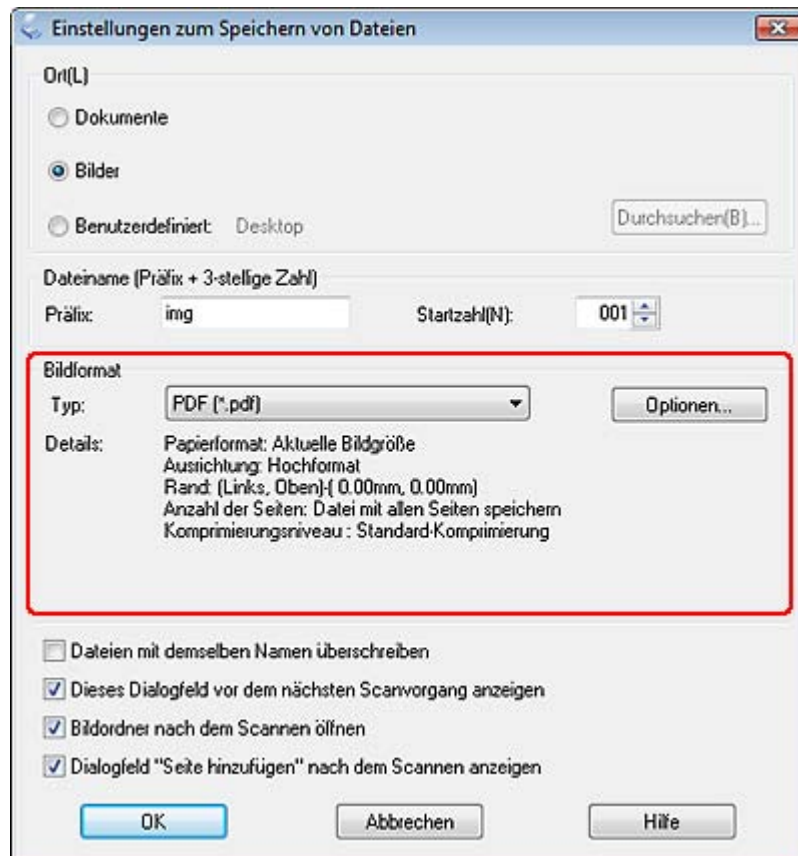 Einstellungen zum Speichern von Dateien
Ort(L)
Dokumente
Bilder
Benutzerdefiniert: Desktop Durchsuchen(B)...
Dateiname (Präfix + 3-stellige Zahl)
Präfix: img Startzahl(N): 001
Bildformat
Typ: PDF (*.pdf) Optionen...
Details: Papierformat: Aktuelle Bildgröße
Ausrichtung: Hochformat
Rand: (Links, Oben)-( 0.00mm, 0.00mm)
Anzahl der Seiten: Datei mit allen Seiten speichern
Komprimierungsniveau : Standard-Komprimierung
Dateien mit demselben Namen überschreiben
Dieses Dialogfeld vor dem nächsten Scanvorgang anzeigen
Bildordner nach dem Scannen öffnen
Dialogfeld "Seite hinzufügen" nach dem Scannen anzeigen
OK Abbrechen Hilfe